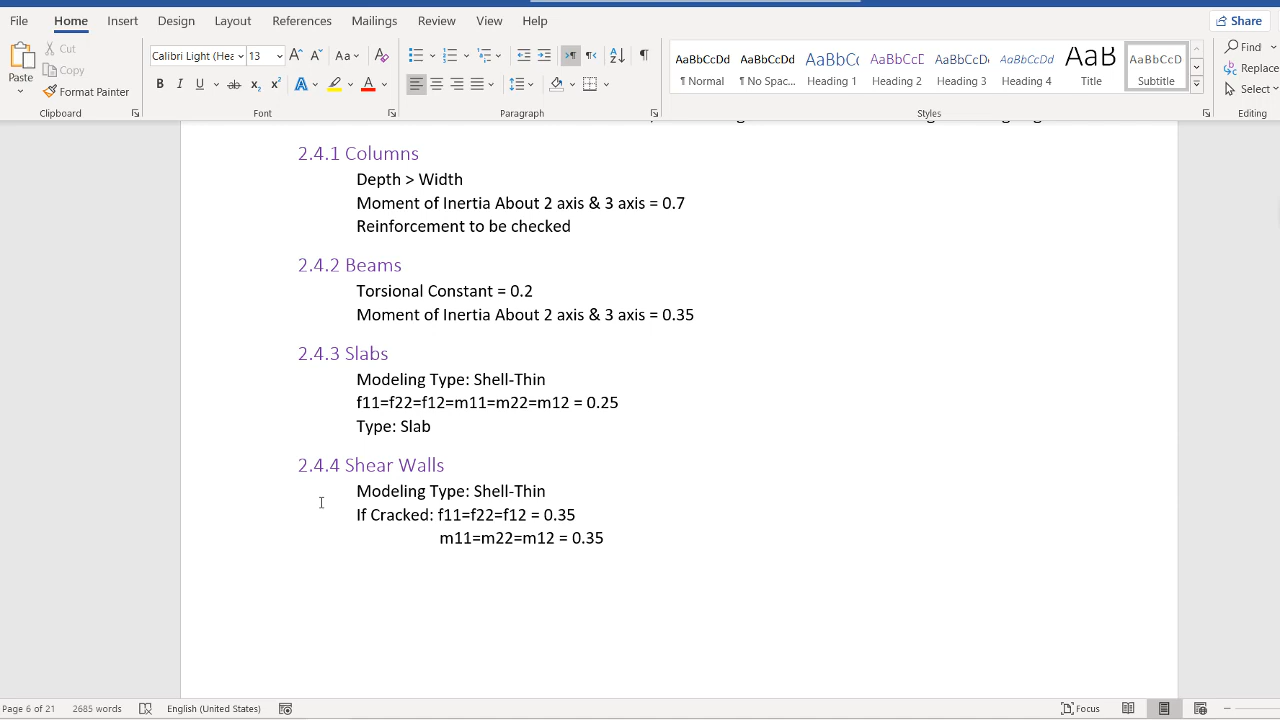 File Home Insert Design Layout References Mailings Review View Help Share
Paste Cut Copy Format Painter Clipboard
Calibri Light (Hea 13 Aa Font
Paragraph
AaBbCcDd AaBbCcDd AaBbC AaBbCcD AaBbCcD AaBbCcDd AaB AaBbCcD
¶ Normal ¶ No Spac... Heading 1 Heading 2 Heading 3 Heading 4 Title Subtitle
Styles
Find
Replace
Select
Editing
2.4.1 Columns
Depth > Width
Moment of Inertia About 2 axis & 3 axis = 0.7
Reinforcement to be checked
2.4.2 Beams
Torsional Constant = 0.2
Moment of Inertia About 2 axis & 3 axis = 0.35
2.4.3 Slabs
Modeling Type: Shell-Thin
f11=f22=f12=m11=m22=m12 = 0.25
Type: Slab
2.4.4 Shear Walls
Modeling Type: Shell-Thin
If Cracked: f11=f22=f12 = 0.35
m11=m22=m12 = 0.35
Page 6 of 21 2685 words English (United States) Focus